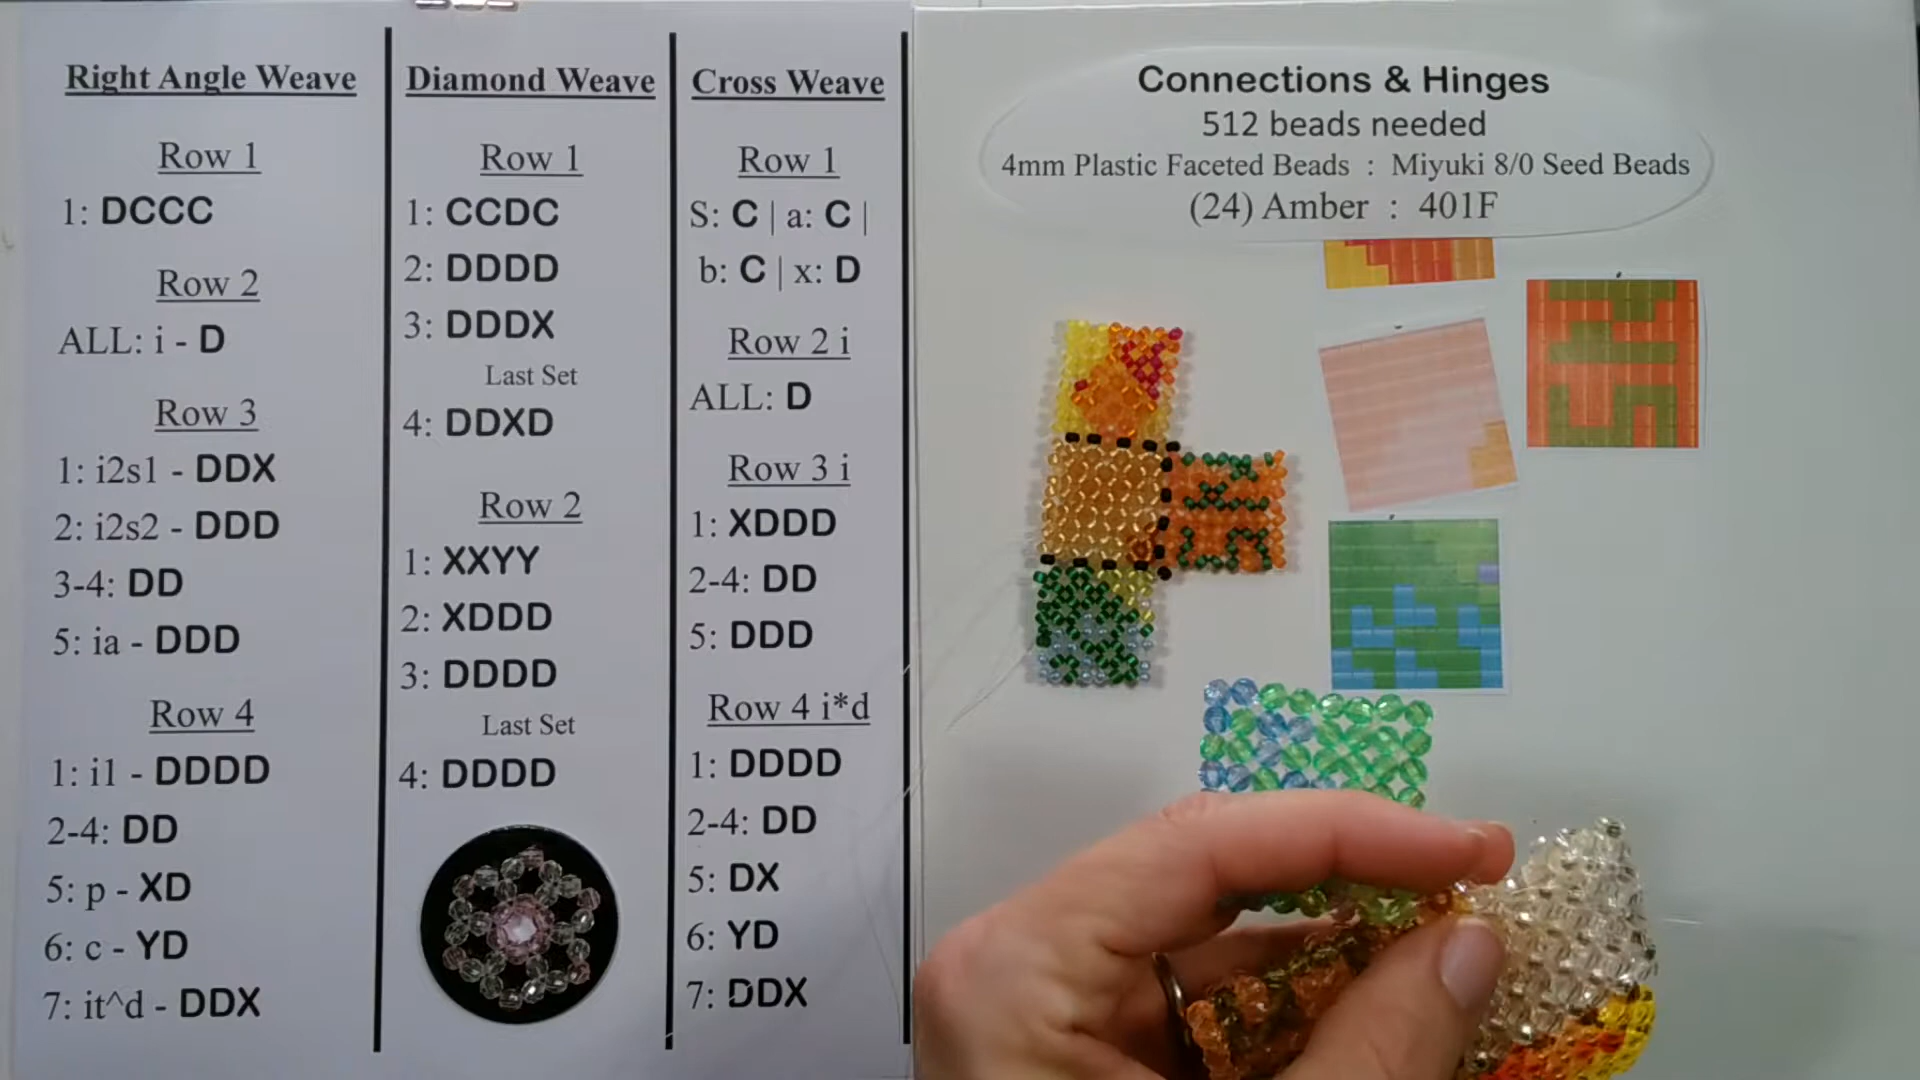 Right Angle Weave
Row 1
1: DCCC
Row 2
ALL: i - D
Row 3
1: i2s1 - DDX
2: i2s2 - DDD
3-4: DD
5: ia - DDD
Row 4
1: i1 - DDDD
2-4: DD
5: p - XD
6: c - YD
7: it^d - DDX
Diamond Weave
Row 1
1: CCDC
2: DDDD
3: DDDX
Last Set
4: DDXD
Row 2
1: XXYY
2: XDDD
3: DDDD
Last Set
4: DDDD
Cross Weave
Row 1
S: C | a: C |
b: C | x: D
Row 2 i
ALL: D
Row 3 i
1: XDDD
2-4: DD
5: DDD
Row 4 i*d
1: DDDD
2-4: DD
5: DX
6: YD
7: DDX
Connections & Hinges
512 beads needed
4mm Plastic Faceted Beads : Miyuki 8/0 Seed Beads
(24) Amber : 401F